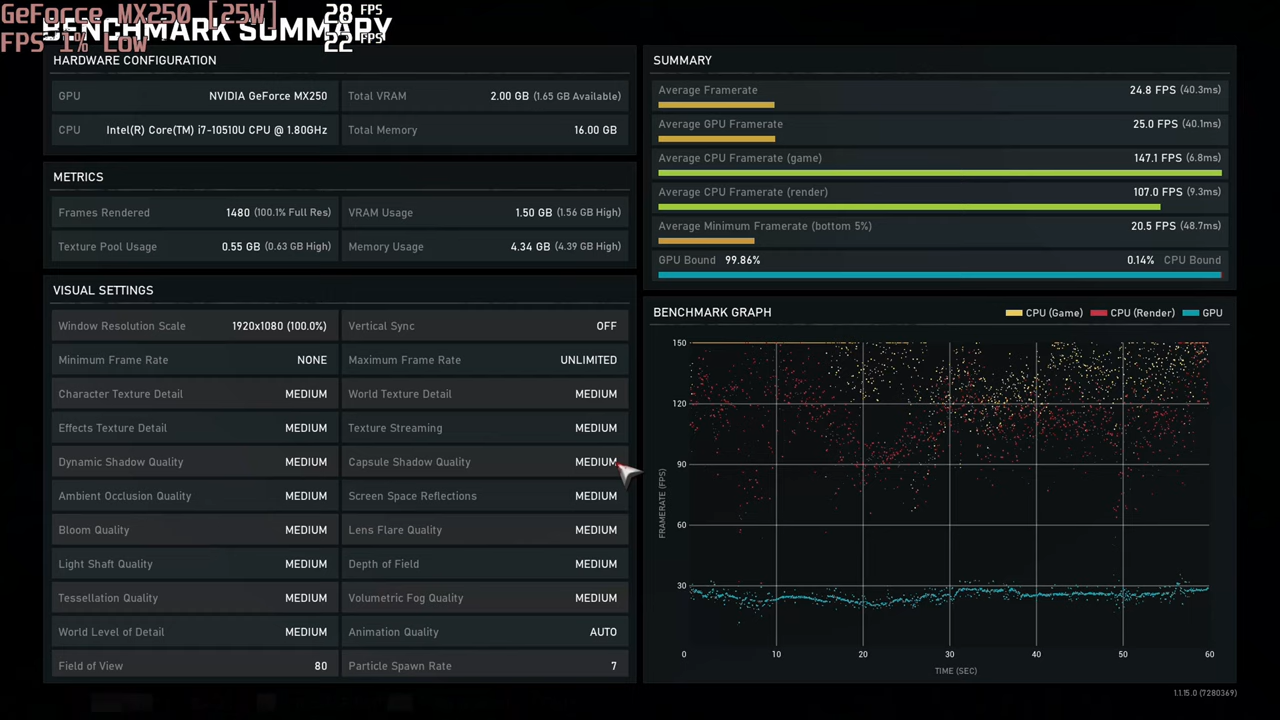 GeForce MX250 [25W] 28 FPS
BENCHMARK SUMMARY
FPS 1% Low 22 FPS
HARDWARE CONFIGURATION
GPU NVIDIA GeForce MX250 Total VRAM 2.00 GB (1.65 GB Available)
CPU Intel(R) Core(TM) i7-10510U CPU @ 1.80GHz Total Memory 16.00 GB
METRICS
Frames Rendered 1480 (100.1% Full Res) VRAM Usage 1.50 GB (1.56 GB High)
Texture Pool Usage 0.55 GB (0.63 GB High) Memory Usage 4.34 GB (4.39 GB High)
VISUAL SETTINGS
Window Resolution Scale 1920x1080 (100.0%) Vertical Sync OFF
Minimum Frame Rate NONE Maximum Frame Rate UNLIMITED
Character Texture Detail MEDIUM World Texture Detail MEDIUM
Effects Texture Detail MEDIUM Texture Streaming MEDIUM
Dynamic Shadow Quality MEDIUM Capsule Shadow Quality MEDIUM
Ambient Occlusion Quality MEDIUM Screen Space Reflections MEDIUM
Bloom Quality MEDIUM Lens Flare Quality MEDIUM
Light Shaft Quality MEDIUM Depth of Field MEDIUM
Tessellation Quality MEDIUM Volumetric Fog Quality MEDIUM
World Level of Detail MEDIUM Animation Quality AUTO
Field of View 80 Particle Spawn Rate 7
SUMMARY
Average Framerate 24.8 FPS (40.3ms)
Average GPU Framerate 25.0 FPS (40.1ms)
Average CPU Framerate (game) 147.1 FPS (6.8ms)
Average CPU Framerate (render) 107.0 FPS (9.3ms)
Average Minimum Framerate (bottom 5%) 20.5 FPS (48.7ms)
GPU Bound 99.86% 0.14% CPU Bound
BENCHMARK GRAPH CPU (Game) CPU (Render) GPU
150
120
90
60
30
FRAMERATE (FPS)
0 10 20 30 40 50 60
TIME (SEC)
1.1.15.0 (7280369)